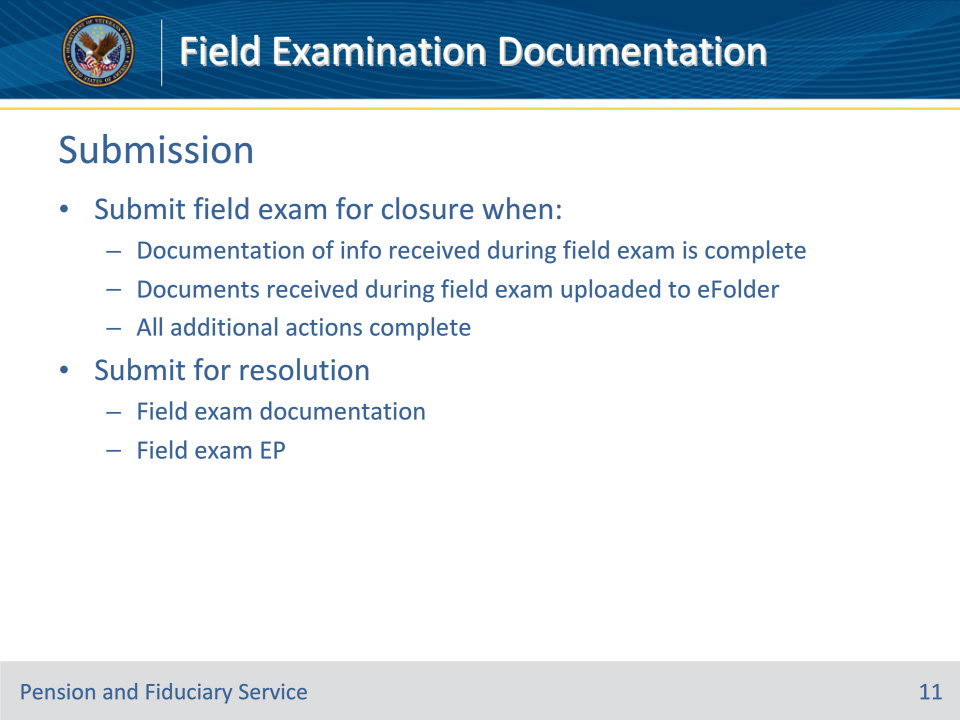 DEPARTMENT OF VETERANS AFFAIRS
UNITED STATES OF AMERICA
Field Examination Documentation
Submission
• Submit field exam for closure when:
– Documentation of info received during field exam is complete
– Documents received during field exam uploaded to eFolder
– All additional actions complete
• Submit for resolution
– Field exam documentation
– Field exam EP
Pension and Fiduciary Service
11